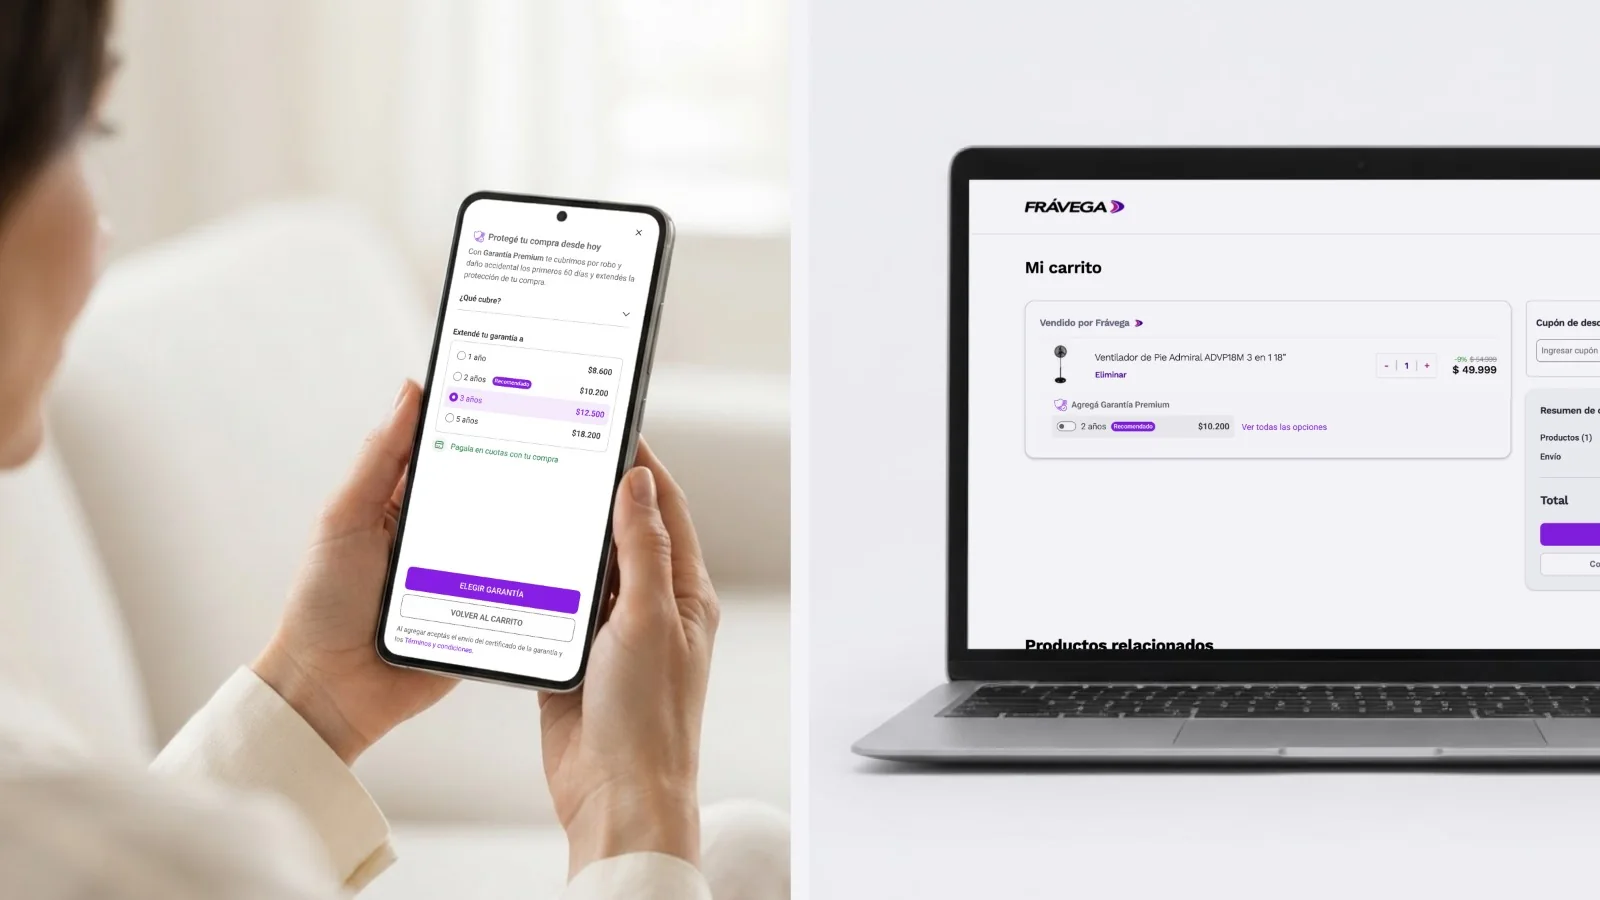 Protegé tu compra desde hoy
Con Garantía Premium te cubrimos por robo y
daño accidental los primeros 60 días y extendés la
protección de tu compra.
¿Qué cubre?
Extendé tu garantía a
1 año $8.600
2 años Recomendado $10.200
3 años $12.500
5 años $18.200
Pagala en cuotas con tu compra
ELEGIR GARANTÍA
VOLVER AL CARRITO
Al agregar aceptás el envío del certificado de la garantía y
los Términos y condiciones.
FRÁVEGA
Mi carrito
Vendido por Frávega
Ventilador de Pie Admiral ADVP18M 3 en 1 18"
Eliminar
- 1 +
-9% $ 54.999
$ 49.999
Agregá Garantía Premium
2 años Recomendado $10.200 Ver todas las opciones
Productos relacionados
Cupón de desc
Ingresar cupón
Resumen de c
Productos (1)
Envío
Total
Co